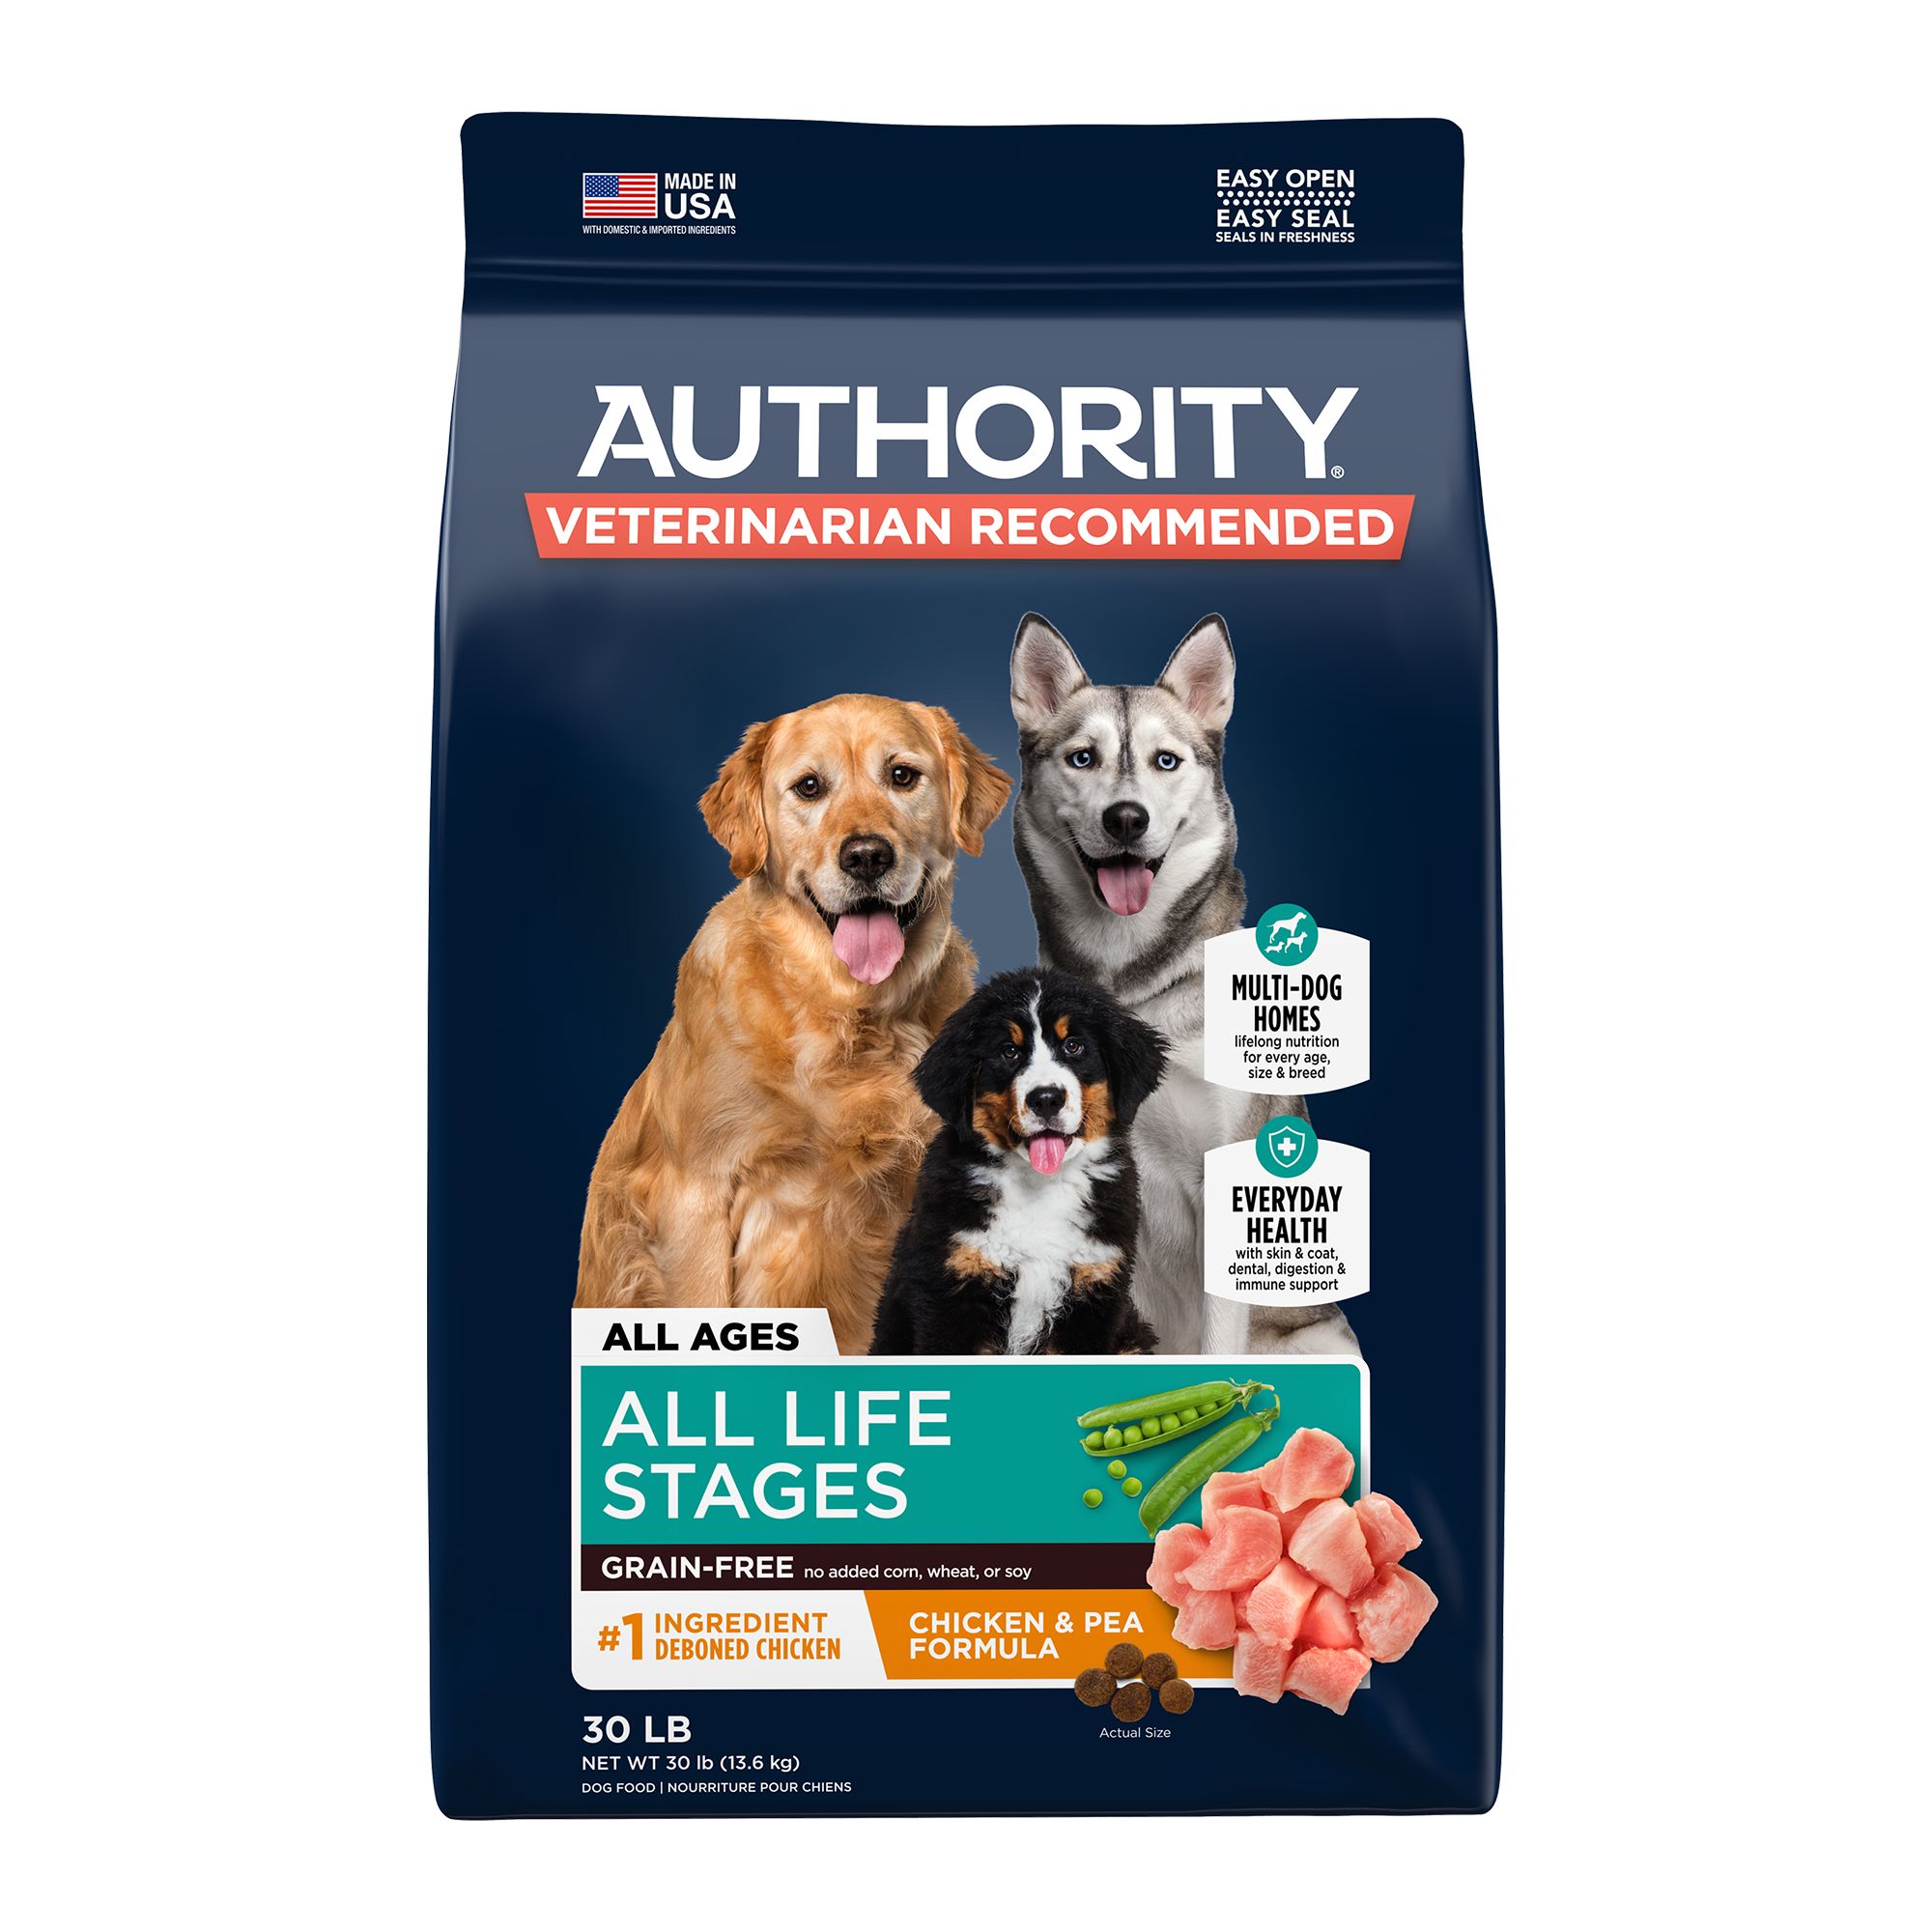 MADE IN
USA
WITH DOMESTIC & IMPORTED INGREDIENTS
EASY OPEN
EASY SEAL
SEALS IN FRESHNESS
AUTHORITY®
VETERINARIAN RECOMMENDED
MULTI-DOG
HOMES
lifelong nutrition
for every age,
size & breed
EVERYDAY
HEALTH
with skin & coat,
dental, digestion &
immune support
ALL AGES
ALL LIFE
STAGES
GRAIN-FREE no added corn, wheat, or soy
#1 INGREDIENT
DEBONED CHICKEN
CHICKEN & PEA
FORMULA
Actual Size
30 LB
NET WT 30 lb (13.6 kg)
DOG FOOD | NOURRITURE POUR CHIENS